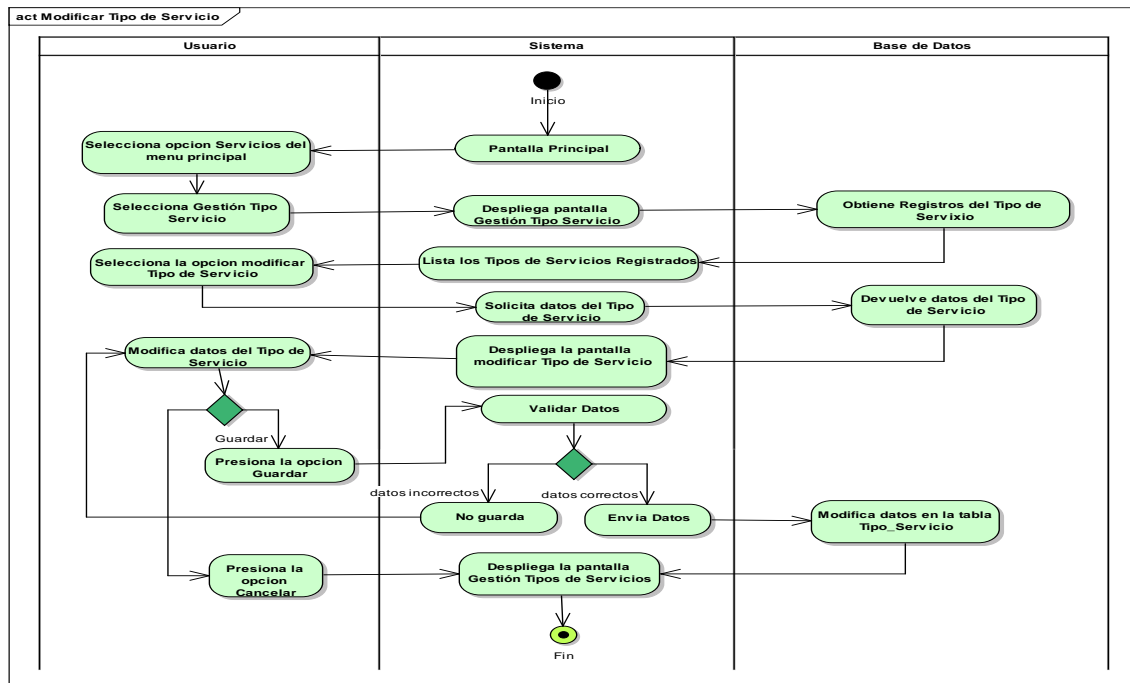 act Modificar Tipo de Servicio
Usuario
Sistema
Base de Datos
Inicio
Selecciona opcion Servicios del
menu principal
Pantalla Principal
Selecciona Gestión Tipo
Servicio
Despliega pantalla
Gestión Tipo Servicio
Obtiene Registros del Tipo de
Servixio
Selecciona la opcion modificar
Tipo de Servicio
Lista los Tipos de Servicios Registrados
Solicita datos del Tipo
de Servicio
Devuelve datos del Tipo
de Servicio
Modifica datos del Tipo de
Servicio
Despliega la pantalla
modificar Tipo de Servicio
Validar Datos
Guardar
Presiona la opcion
Guardar
datos incorrectos
datos correctos
No guarda
Envia Datos
Modifica datos en la tabla
Tipo_Servicio
Presiona la
opcion
Cancelar
Despliega la pantalla
Gestión Tipos de Servicios
Fin